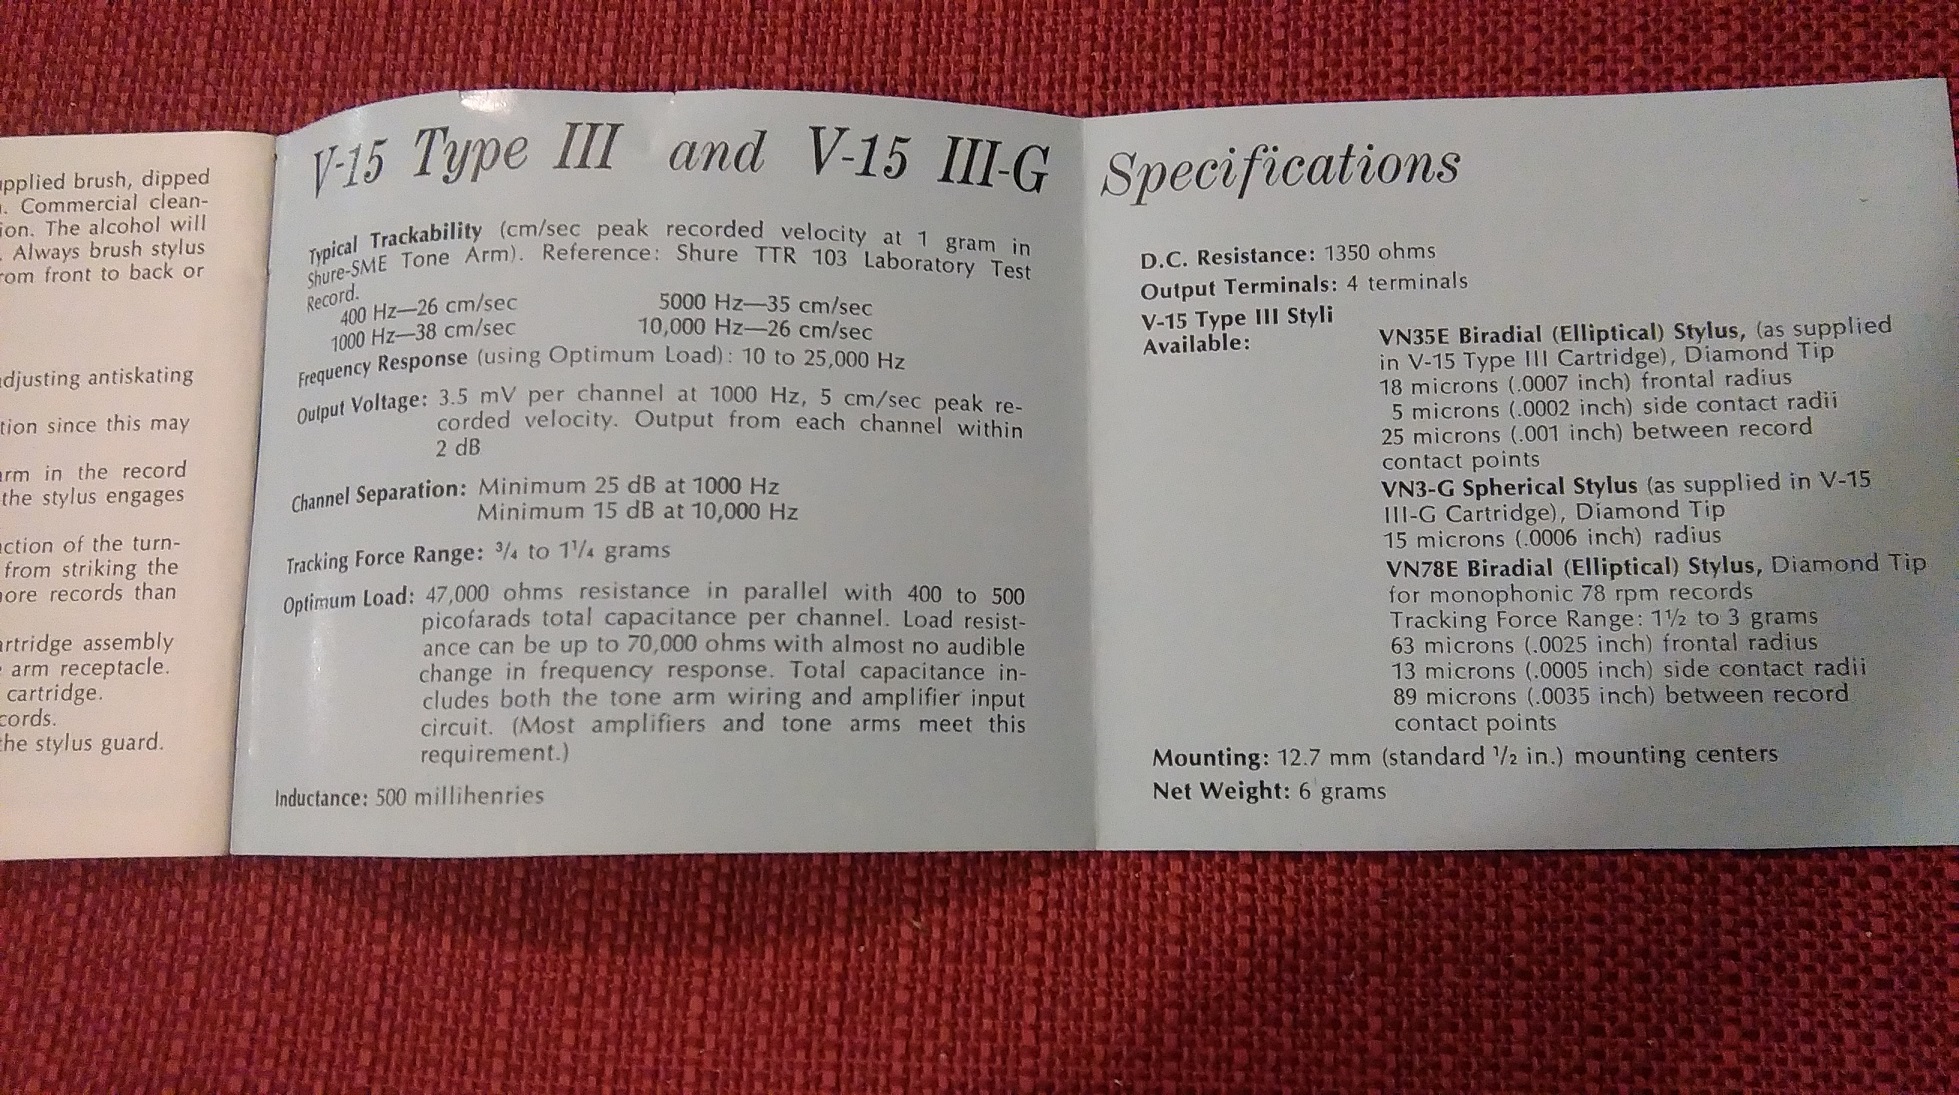 applied brush, dipped
. Commercial clean-
ion. The alcohol will
. Always brush stylus
rom front to back or
djusting antiskating
tion since this may
arm in the record
the stylus engages
ction of the turn-
from striking the
more records than
artridge assembly
arm receptacle.
cartridge.
cords.
he stylus guard.
V-15 Type III and V-15 III-G Specifications
Typical Trackability (cm/sec peak recorded velocity at 1 gram in
Shure-SME Tone Arm). Reference: Shure TTR 103 Laboratory Test
Record.
400 Hz—26 cm/sec 5000 Hz—35 cm/sec
1000 Hz—38 cm/sec 10,000 Hz—26 cm/sec
Frequency Response (using Optimum Load): 10 to 25,000 Hz
Output Voltage: 3.5 mV per channel at 1000 Hz, 5 cm/sec peak re-
corded velocity. Output from each channel within
2 dB
Channel Separation: Minimum 25 dB at 1000 Hz
Minimum 15 dB at 10,000 Hz
Tracking Force Range: 3/4 to 11/4 grams
Optimum Load: 47,000 ohms resistance in parallel with 400 to 500
picofarads total capacitance per channel. Load resist-
ance can be up to 70,000 ohms with almost no audible
change in frequency response. Total capacitance in-
cludes both the tone arm wiring and amplifier input
circuit. (Most amplifiers and tone arms meet this
requirement.)
Inductance: 500 millihenries
D.C. Resistance: 1350 ohms
Output Terminals: 4 terminals
V-15 Type III Styli
Available:
VN35E Biradial (Elliptical) Stylus, (as supplied
in V-15 Type III Cartridge), Diamond Tip
18 microns (.0007 inch) frontal radius
5 microns (.0002 inch) side contact radii
25 microns (.001 inch) between record
contact points
VN3-G Spherical Stylus (as supplied in V-15
III-G Cartridge), Diamond Tip
15 microns (.0006 inch) radius
VN78E Biradial (Elliptical) Stylus, Diamond Tip
for monophonic 78 rpm records
Tracking Force Range: 1½ to 3 grams
63 microns (.0025 inch) frontal radius
13 microns (.0005 inch) side contact radii
89 microns (.0035 inch) between record
contact points
Mounting: 12.7 mm (standard 1/2 in.) mounting centers
Net Weight: 6 grams